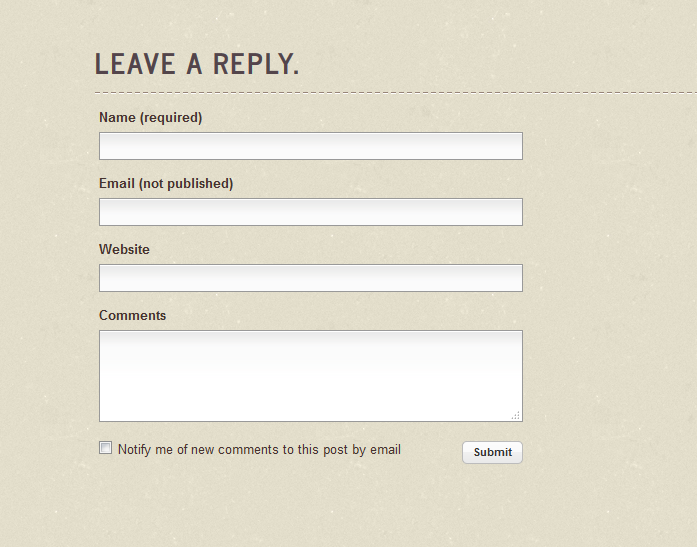 LEAVE A REPLY.
Name (required)
Email (not published)
Website
Comments
Notify me of new comments to this post by email
Submit